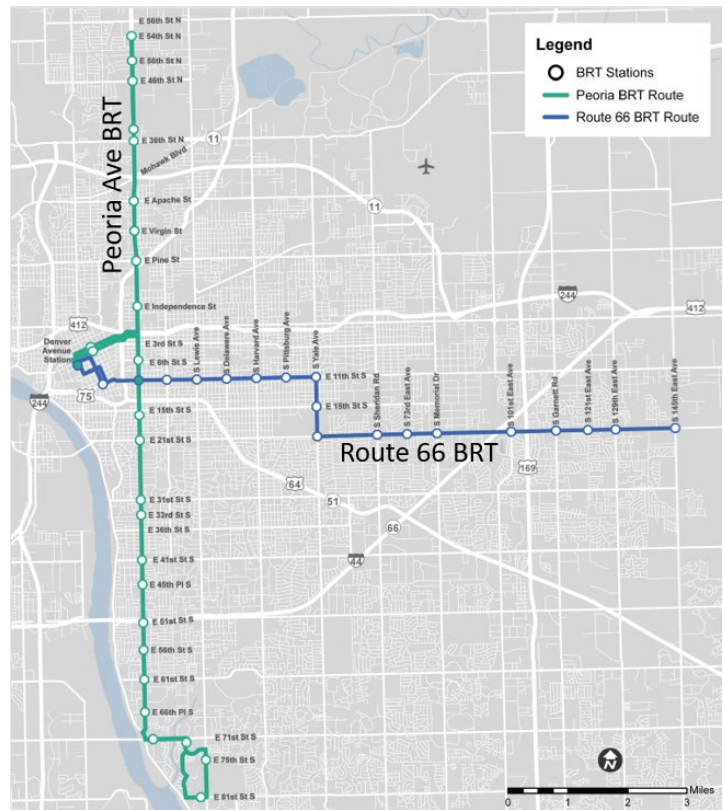 E 56th St N
E 54th St N
E 50th St N
E 46th St N
E 36th St N
Mohawk Blvd
11
Peoria Ave BRT
Legend
BRT Stations
Peoria BRT Route
Route 66 BRT Route
E Apache St
11
E Virgin St
E Pine St
E Independence St
244
412
412
Denver
Avenue
Station
E 3rd St S
E 6th St S
S Lewis Ave
S Delaware Ave
S Harvard Ave
S Pittsburg Ave
S Yale Ave
E 11th St S
244
75
E 15th St S
E 15th St S
S Sheridan Rd
S 73rd East Ave
S Memorial Dr
S 101st East Ave
S Garnett Rd
S 121st East Ave
S 129th East Ave
S 145th East Ave
E 21st St S
Route 66 BRT
169
64
51
66
44
E 31st St S
E 33rd St S
E 36th St S
E 41st St S
E 45th Pl S
E 51st St S
E 56th St S
E 61st St S
E 66th Pl S
E 71st St S
E 75th St S
E 81st St S
N
0 1 2 3
Miles